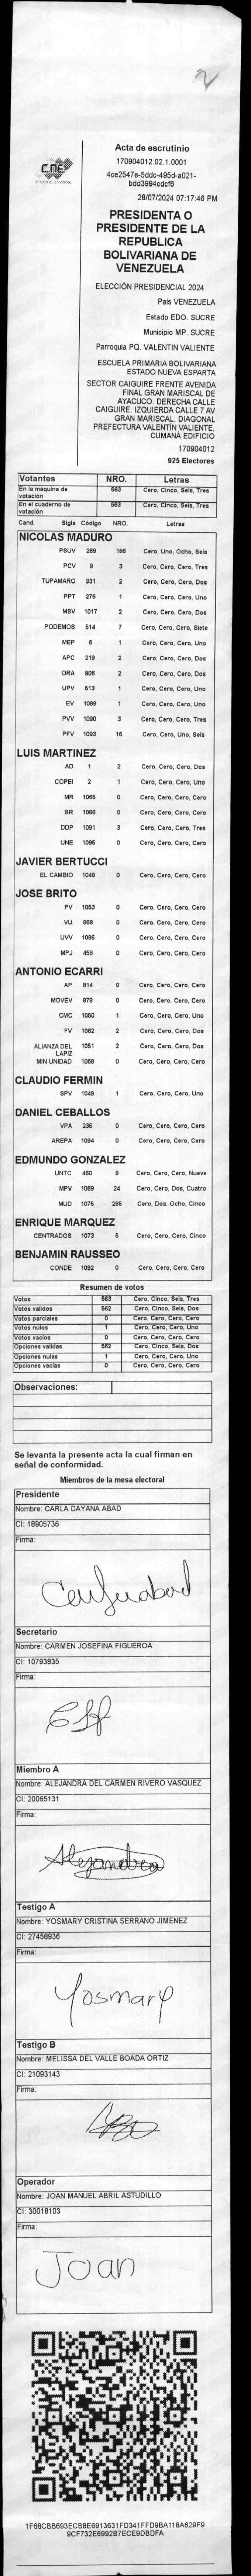 CNE
PODER ELECTORAL
Acta de escrutinio
170904012.02.1.0001
4ce2547e-5ddc-495d-a021-
bdd3994cdcf6
28/07/2024 07:17:46 PM
PRESIDENTA O
PRESIDENTE DE LA
REPUBLICA
BOLIVARIANA DE
VENEZUELA
ELECCIÓN PRESIDENCIAL 2024
Pais VENEZUELA
Estado EDO. SUCRE
Municipio MP. SUCRE
Parroquia PQ. VALENTIN VALIENTE
ESCUELA PRIMARIA BOLIVARIANA
ESTADO NUEVA ESPARTA
SECTOR CAIGUIRE FRENTE AVENIDA
FINAL GRAN MARISCAL DE
AYACUCO. DERECHA CALLE
CAIGUIRE. IZQUIERDA CALLE 7 AV
GRAN MARISCAL, DIAGONAL
PREFECTURA VALENTÍN VALIENTE.
CUMANÁ EDIFICIO
170904012
925 Electores
Votantes NRO. Letras
En la máquina de votación 563 Cero, Cinco, Seis, Tres
En el cuaderno de votación 563 Cero, Cinco, Seis, Tres
Cand. Sigla Código NRO. Letras
NICOLAS MADURO
PSUV 269 186 Cero, Uno, Ocho, Seis
PCV 9 3 Cero, Cero, Cero, Tres
TUPAMARO 931 2 Cero, Cero, Cero, Dos
PPT 276 1 Cero, Cero, Cero, Uno
MSV 1017 2 Cero, Cero, Cero, Dos
PODEMOS 514 7 Cero, Cero, Cero, Siete
MEP 6 1 Cero, Cero, Cero, Uno
APC 219 2 Cero, Cero, Cero, Dos
ORA 906 2 Cero, Cero, Cero, Dos
UPV 513 1 Cero, Cero, Cero, Uno
EV 1089 1 Cero, Cero, Cero, Uno
PVV 1090 3 Cero, Cero, Cero, Tres
PFV 1093 16 Cero, Cero, Uno, Seis
LUIS MARTINEZ
AD 1 2 Cero, Cero, Cero, Dos
COPEI 2 1 Cero, Cero, Cero, Uno
MR 1065 0 Cero, Cero, Cero, Cero
BR 1066 0 Cero, Cero, Cero, Cero
DDP 1091 3 Cero, Cero, Cero, Tres
UNE 1095 0 Cero, Cero, Cero, Cero
JAVIER BERTUCCI
EL CAMBIO 1048 0 Cero, Cero, Cero, Cero
JOSE BRITO
PV 1053 0 Cero, Cero, Cero, Cero
VU 868 0 Cero, Cero, Cero, Cero
UVV 1096 0 Cero, Cero, Cero, Cero
MPJ 458 0 Cero, Cero, Cero, Cero
ANTONIO ECARRI
AP 814 0 Cero, Cero, Cero, Cero
MOVEV 979 0 Cero, Cero, Cero, Cero
CMC 1050 1 Cero, Cero, Cero, Uno
FV 1062 2 Cero, Cero, Cero, Dos
ALIANZA DEL LAPIZ 1051 2 Cero, Cero, Cero, Dos
MIN UNIDAD 1068 0 Cero, Cero, Cero, Cero
CLAUDIO FERMIN
SPV 1049 1 Cero, Cero, Cero, Uno
DANIEL CEBALLOS
VPA 236 0 Cero, Cero, Cero, Cero
AREPA 1094 0 Cero, Cero, Cero, Cero
EDMUNDO GONZALEZ
UNTC 460 9 Cero, Cero, Cero, Nueve
MPV 1069 24 Cero, Cero, Dos, Cuatro
MUD 1075 285 Cero, Dos, Ocho, Cinco
ENRIQUE MARQUEZ
CENTRADOS 1073 5 Cero, Cero, Cero, Cinco
BENJAMIN RAUSSEO
CONDE 1092 0 Cero, Cero, Cero, Cero
Resumen de votos
Votos 563 Cero, Cinco, Seis, Tres
Votos validos 562 Cero, Cinco, Seis, Dos
Votos parciales 0 Cero, Cero, Cero, Cero
Votos nulos 1 Cero, Cero, Cero, Uno
Votos vacios 0 Cero, Cero, Cero, Cero
Opciones validas 562 Cero, Cinco, Seis, Dos
Opciones nulas 1 Cero, Cero, Cero, Uno
Opciones vacias 0 Cero, Cero, Cero, Cero
Observaciones:
Se levanta la presente acta la cual firman en
señal de conformidad.
Miembros de la mesa electoral
Presidente
Nombre: CARLA DAYANA ABAD
CI: 18905736
Firma:
Secretario
Nombre: CARMEN JOSEFINA FIGUEROA
CI: 10793835
Firma:
Miembro A
Nombre: ALEJANDRA DEL CARMEN RIVERO VASQUEZ
CI: 20065131
Firma:
Alejandra
Testigo A
Nombre: YOSMARY CRISTINA SERRANO JIMENEZ
CI: 27458936
Firma:
Yosmary
Testigo B
Nombre: MELISSA DEL VALLE BOADA ORTIZ
CI: 21093143
Firma:
Operador
Nombre: JOAN MANUEL ABRIL ASTUDILLO
CI: 30018103
Firma:
Joan
1F68CBB693ECB8E6913631FD341FFD9BA118A629F9
9CF732E6992B7ECE9DBDFA